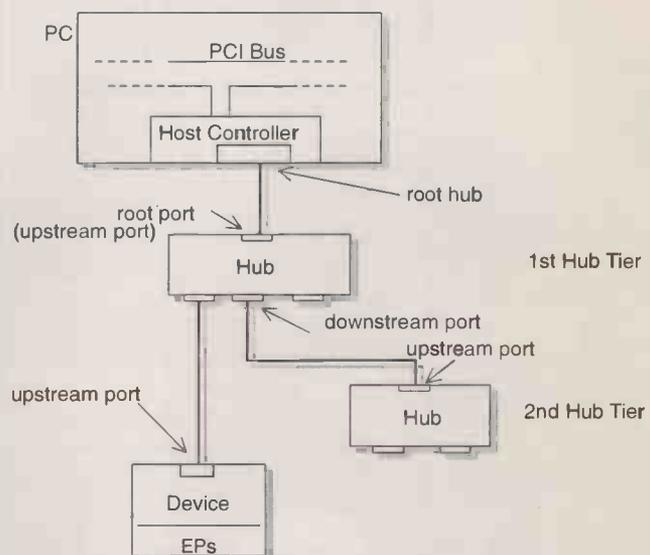 PC
PCI Bus
Host Controller
root hub
root port
(upstream port)
Hub
1st Hub Tier
downstream port
upstream port
upstream port
Hub
2nd Hub Tier
Device
EPs